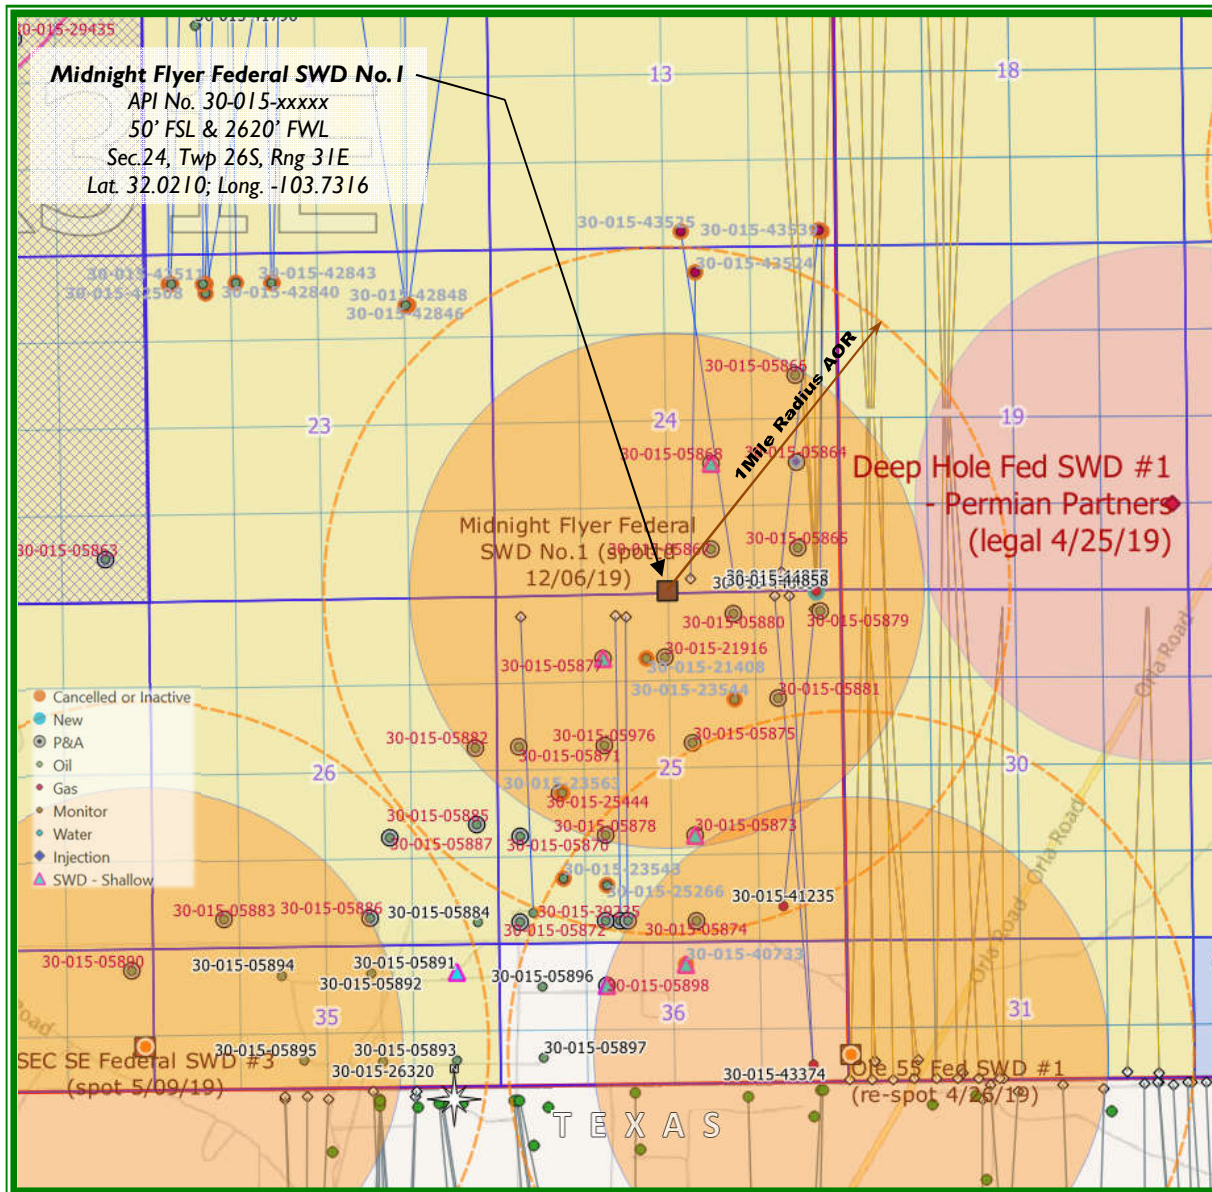 30-015-29435
Midnight Flyer Federal SWD No.1
API No. 30-015-xxxxx
50' FSL & 2620' FWL
Sec.24, Twp 26S, Rng 31E
Lat. 32.0210; Long. -103.7316
13
18
30-015-43535
30-015-43524
30-015-42843
30-015-42508
30-015-42840
30-015-42848
30-015-42846
1Mile Radius AOR
30-015-05866
23
24
19
30-015-05868
30-015-05864
Deep Hole Fed SWD #1
- Permian Partners
(legal 4/25/19)
Midnight Flyer Federal
SWD No.1
12/06/19)
30-015-05863
30-015-05865
30-015-44858
30-015-05880
30-015-05879
30-015-05877
30-015-21916
30-015-21408
30-015-23544
30-015-05881
Cancelled or Inactive
New
P&A
Oil
Gas
Monitor
Water
Injection
SWD - Shallow
30-015-05882
30-015-05976
30-015-05875
30-015-05871
26
25
30
30-015-23563
30-015-25444
30-015-05885
30-015-05878
30-015-05873
30-015-05887
30-015-05870
30-015-23543
30-015-25266
30-015-41235
30-015-05883
30-015-05886
30-015-05884
30-015-05872
30-015-05874
30-015-05890
30-015-05894
30-015-05891
30-015-05892
30-015-05896
30-015-40733
30-015-05898
35
36
31
Orla Road
Orla Road
Orla Road
Road
SEC SE Federal SWD #3
(spot 5/09/19)
30-015-05895
30-015-05893
30-015-05897
30-015-26320
30-015-43374
Ole 55 Fed SWD #1
(re-spot 4/26/19)
TEXAS